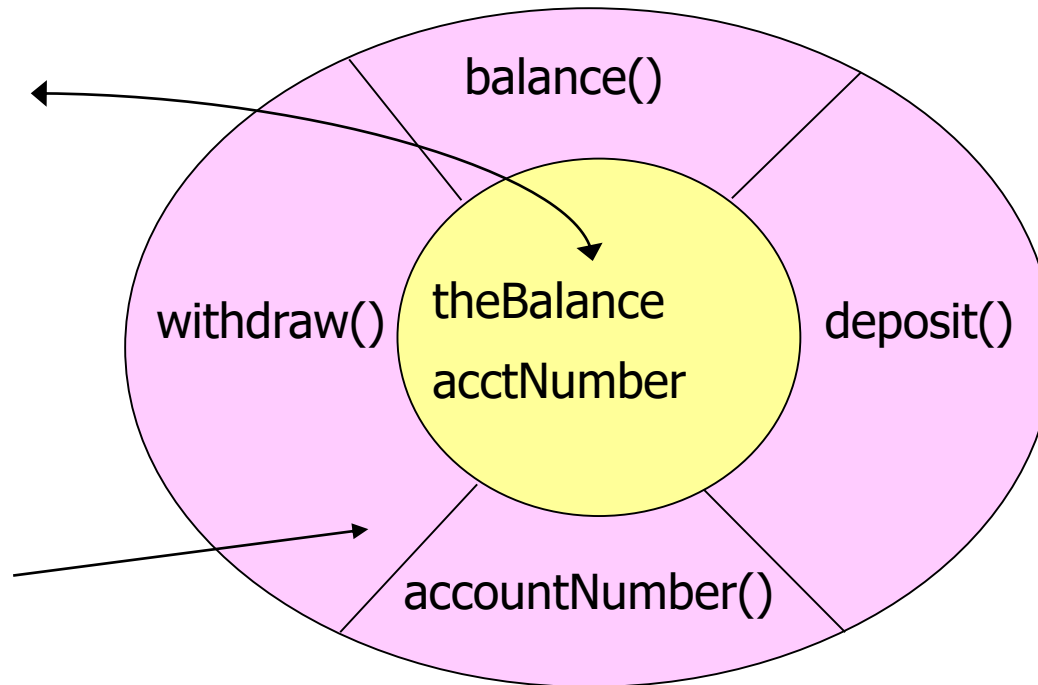 balance()
withdraw()
theBalance
acctNumber
deposit()
accountNumber()